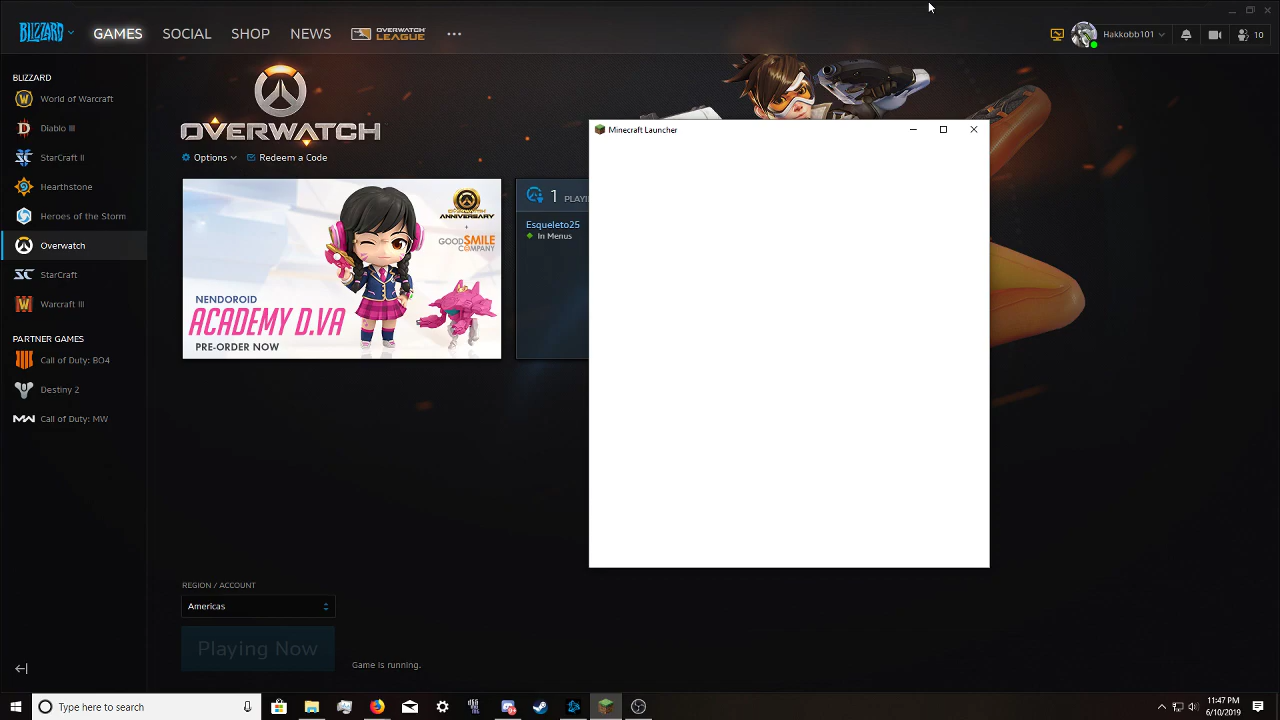 BLIZZARD
GAMES
SOCIAL
SHOP
NEWS
OVERWATCH
LEAGUE
Hakkobb101
10
BLIZZARD
World of Warcraft
Diablo III
StarCraft II
Hearthstone
Heroes of the Storm
Overwatch
StarCraft
Warcraft III
PARTNER GAMES
Call of Duty: BO4
Destiny 2
Call of Duty: MW
OVERWATCH
Options
Redeem a Code
OVERWATCH
ANNIVERSARY
+
GOODSMILE
COMPANY
NENDOROID
ACADEMY D.VA
PRE-ORDER NOW
1 PLAYI
Esqueleto25
In Menus
Minecraft Launcher
REGION / ACCOUNT
Americas
Playing Now
Game is running.
Type here to search
11:47 PM
6/10/2019